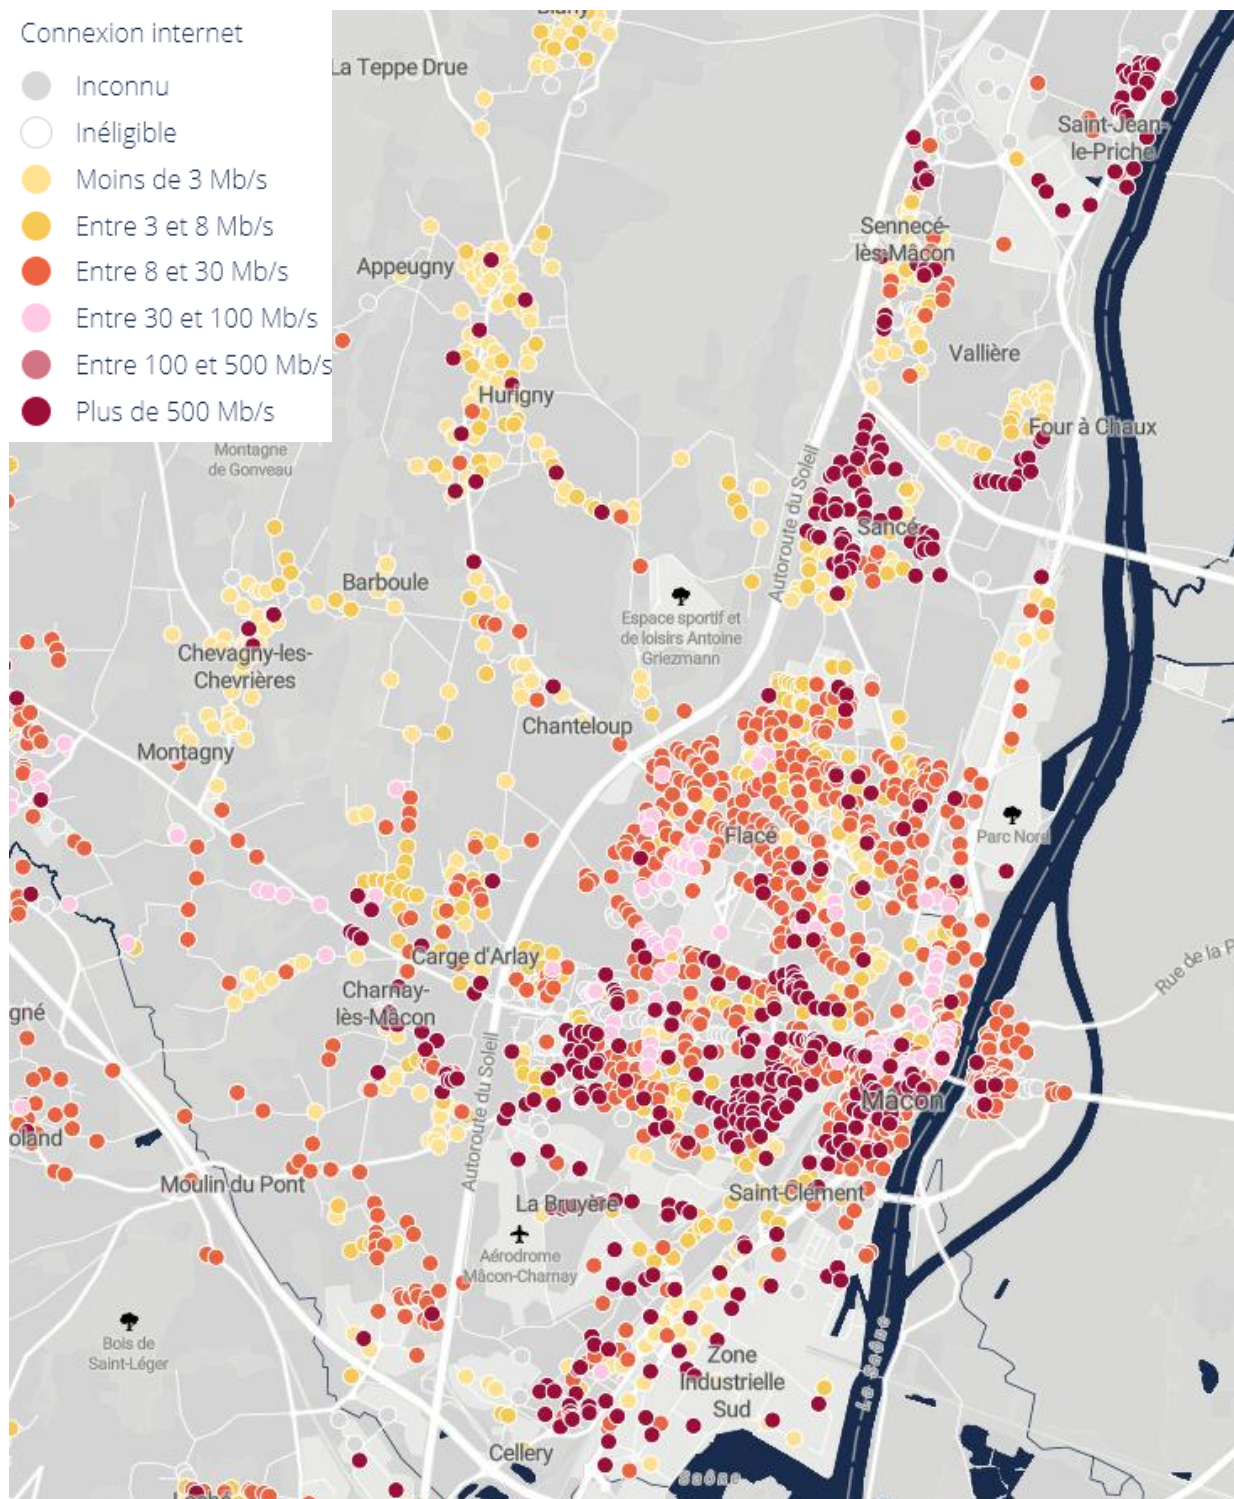 Connexion internet
Inconnu
Inéligible
Moins de 3 Mb/s
Entre 3 et 8 Mb/s
Entre 8 et 30 Mb/s
Entre 30 et 100 Mb/s
Entre 100 et 500 Mb/s
Plus de 500 Mb/s
La Teppe Drue
Saint-Jean-
le-Priche
Sennecé-
lès-Mâcon
Appeugny
Vallière
Hurigny
Four à Chaux
Montagne
de Gonveau
Autoroute du Soleil
Sancé
Barboule
Espace sportif et
de loisirs Antoine
Griezmann
Chevagny-les-
Chevrières
Chanteloup
Montagny
Flacé
Parc Nord
Carge d'Arlay
Rue de la P
Charnay-
lès-Mâcon
gné
Autoroute du Soleil
Mâcon
oland
Moulin du Pont
Saint-Clément
La Bruyère
Aérodrome
Mâcon-Charnay
Bois de
Saint-Léger
La Saône
Zone
Industrielle
Sud
Cellery
Saône